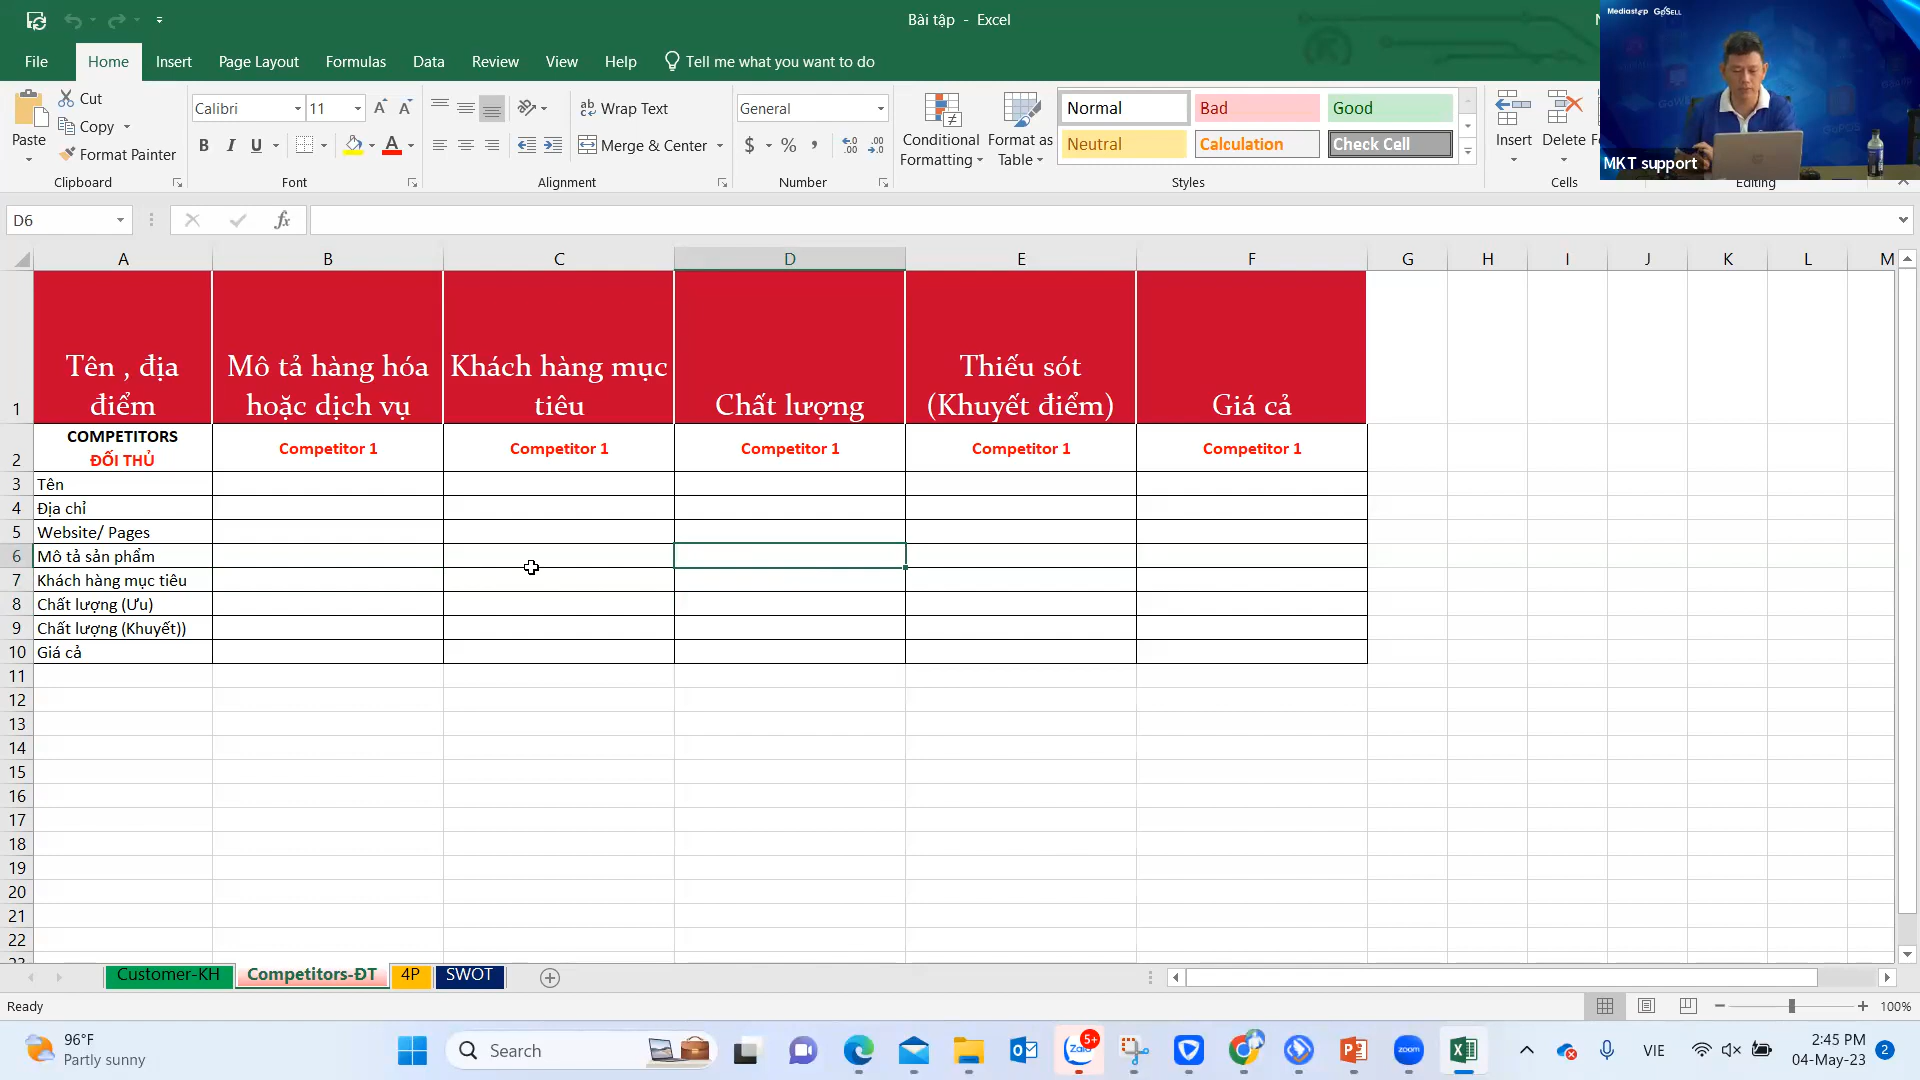 Bài tập - Excel
Mediastep GoSELL
File Home Insert Page Layout Formulas Data Review View Help Tell me what you want to do
Paste
Cut
Copy
Format Painter
Clipboard
Calibri 11
B I U
Font
Wrap Text
Merge & Center
Alignment
General
$ % ,
Number
Conditional Formatting
Format as Table
Normal Bad Good
Neutral Calculation Check Cell
Styles
Insert Delete
Cells
Editing
MKT support
D6
fx
A B C D E F G H I J K L M
1
Tên , địa điểm
Mô tả hàng hóa hoặc dịch vụ
Khách hàng mục tiêu
Chất lượng
Thiếu sót (Khuyết điểm)
Giá cả
2
COMPETITORS
ĐỐI THỦ
Competitor 1 Competitor 1 Competitor 1 Competitor 1 Competitor 1
3 Tên
4 Địa chỉ
5 Website/ Pages
6 Mô tả sản phẩm
7 Khách hàng mục tiêu
8 Chất lượng (Ưu)
9 Chất lượng (Khuyết))
10 Giá cả
11
12
13
14
15
16
17
18
19
20
21
22
23
Customer-KH Competitors-ĐT 4P SWOT
Ready
100%
96°F
Partly sunny
Search
Zalo
5+
zoom
VIE
2:45 PM
04-May-23
2